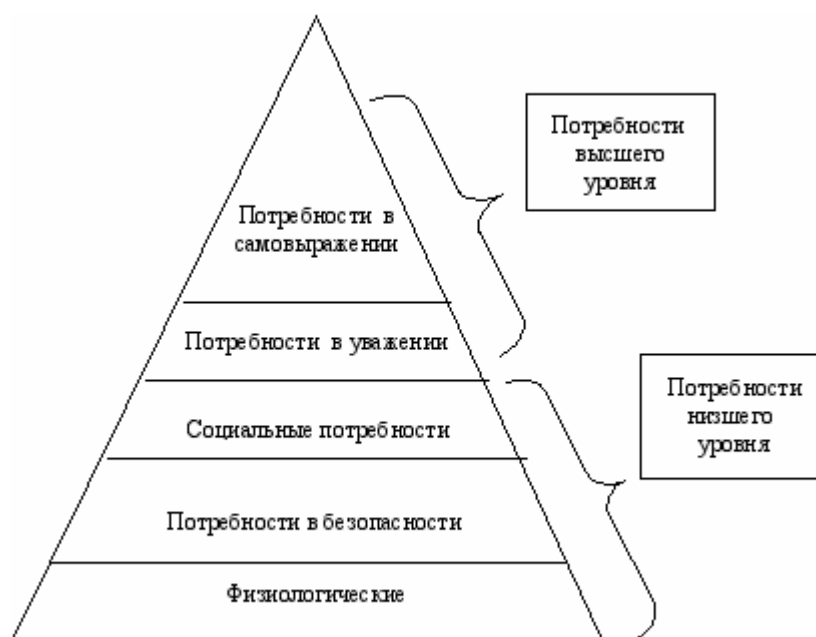 Потребности
высшего
уровня
Потребности в
самовыражении
Потребности в уважении
Потребности
низшего
уровня
Социальные потребности
Потребности в безопасности
Физиологические